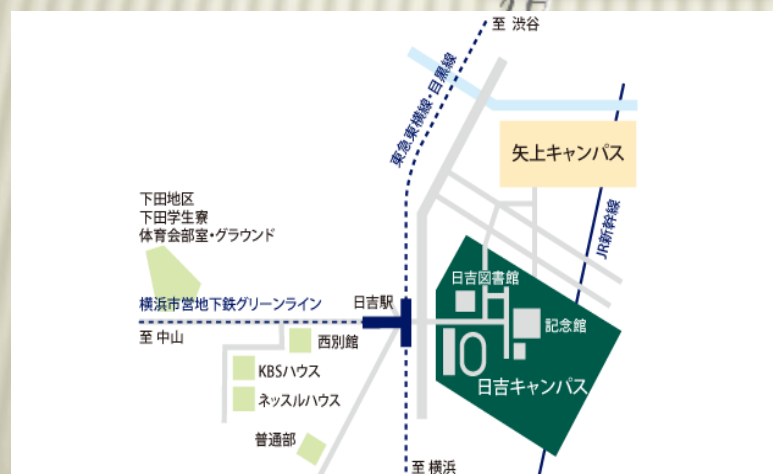 至 渋谷
東急東横線・目黒線
矢上キャンパス
下田地区
下田学生寮
体育会部室・グラウンド
JR新幹線
日吉図書館
横浜市営地下鉄グリーンライン
日吉駅
記念館
至 中山
西別館
KBSハウス
日吉キャンパス
ネッスルハウス
普通部
至 横浜